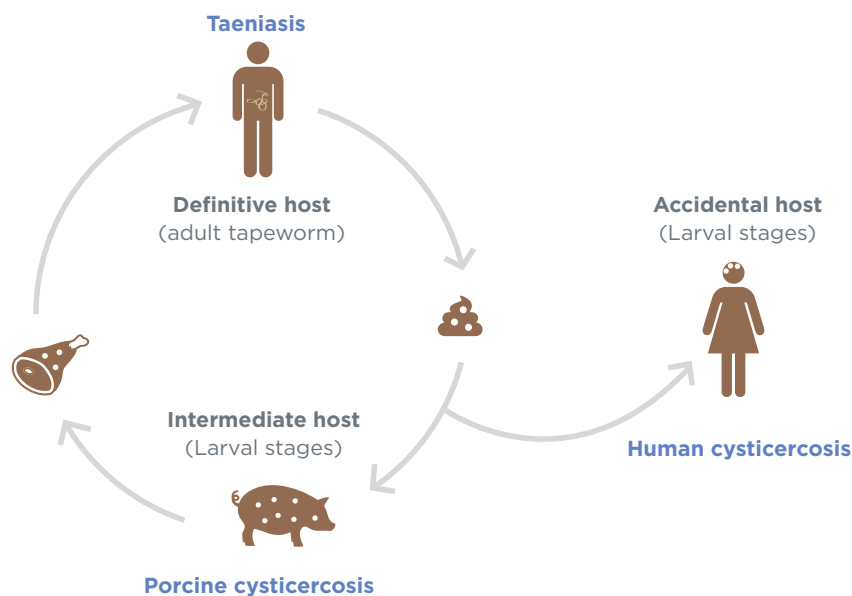 Taeniasis
Definitive host
(adult tapeworm)
Accidental host
(Larval stages)
Intermediate host
(Larval stages)
Human cysticercosis
Porcine cysticercosis